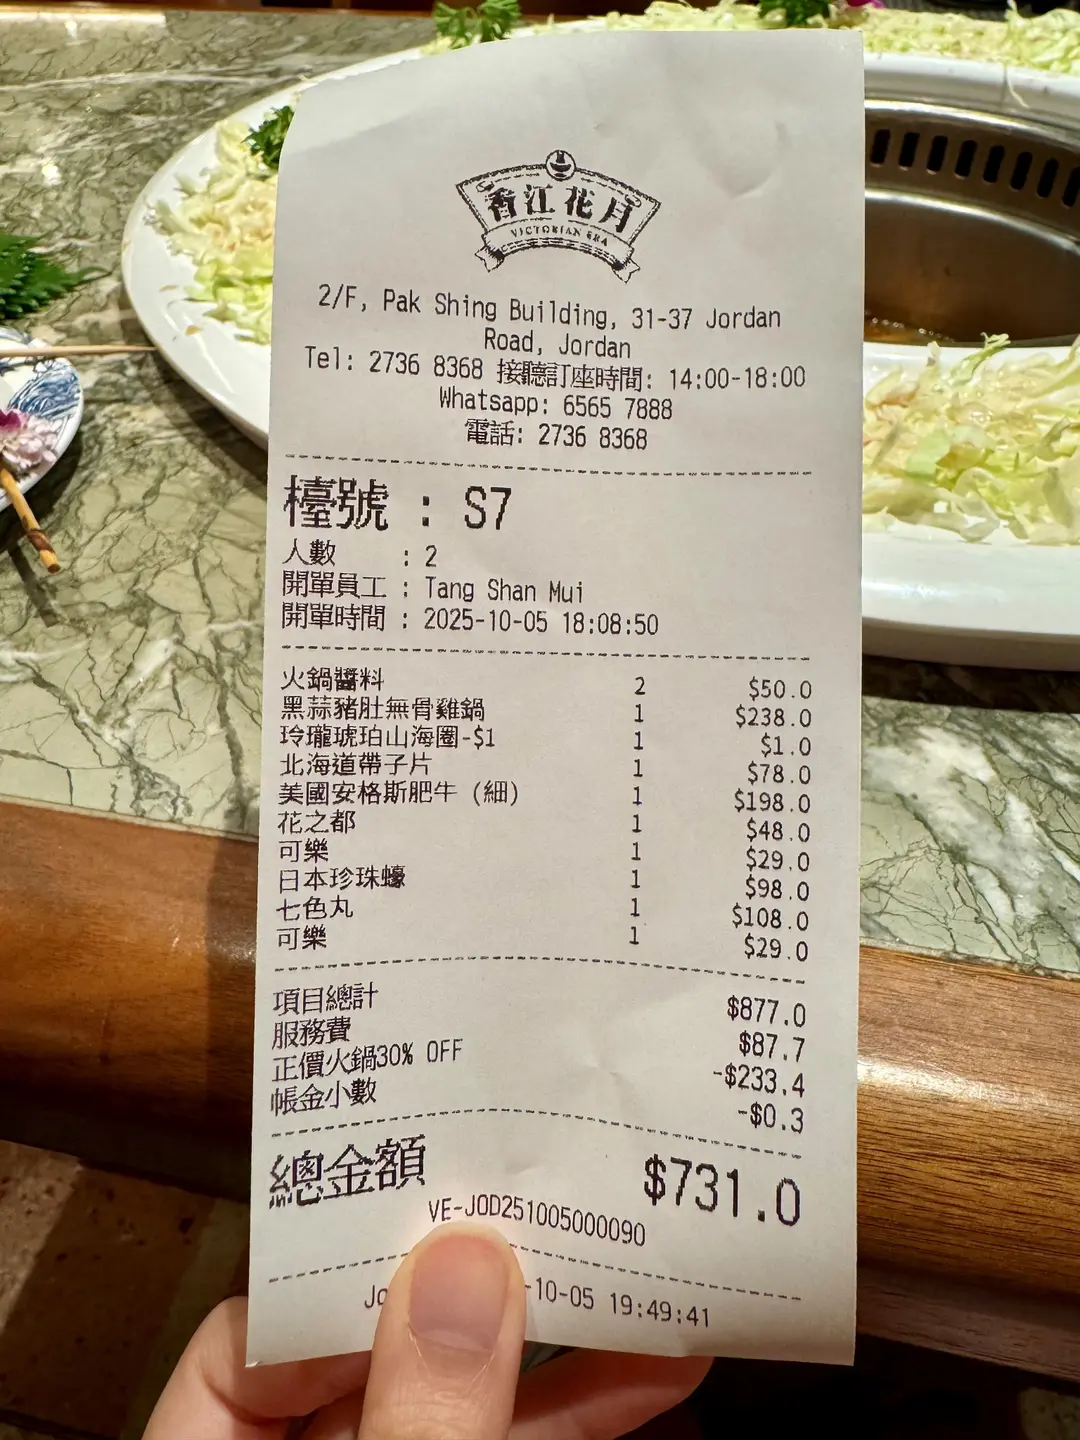 香江花月
VICTORIAN ERA
2/F, Pak Shing Building, 31-37 Jordan
Road, Jordan
Tel: 2736 8368 接聽訂座時間: 14:00-18:00
Whatsapp: 6565 7888
電話: 2736 8368
檯號 : S7
人數 : 2
開單員工 : Tang Shan Mui
開單時間 : 2025-10-05 18:08:50
火鍋醬料 2 $50.0
黑蒜豬肚無骨雞鍋 1 $238.0
玲瓏琥珀山海圈-$1 1 $1.0
北海道帶子片 1 $78.0
美國安格斯肥牛 (細) 1 $198.0
花之都 1 $48.0
可樂 1 $29.0
日本珍珠蠔 1 $98.0
七色丸 1 $108.0
可樂 1 $29.0
項目總計 $877.0
服務費 $87.7
正價火鍋30% OFF -$233.4
帳金小數 -$0.3
總金額 $731.0
VE-JOD251005000090
-10-05 19:49:41